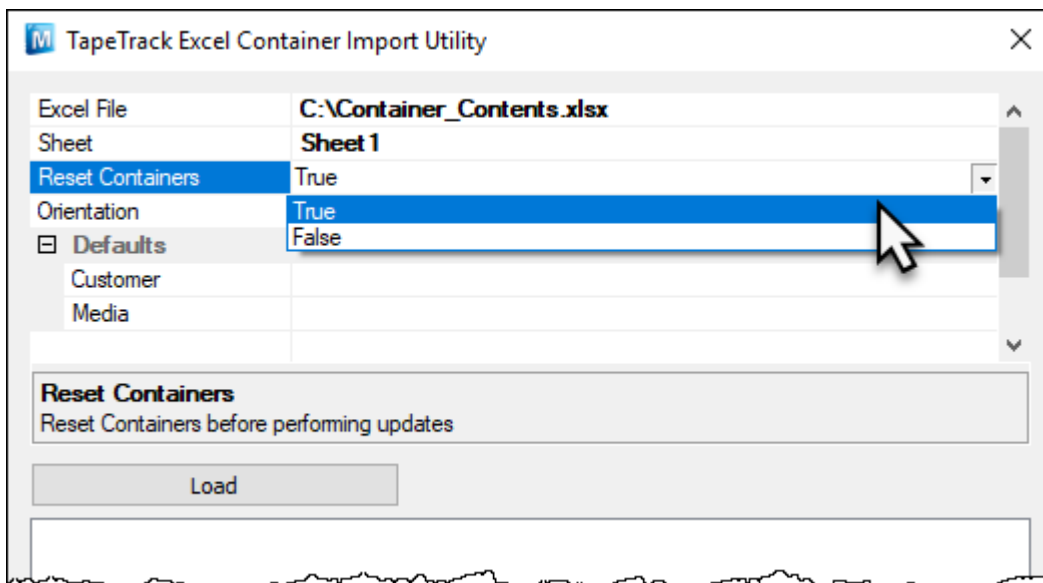 M TapeTrack Excel Container Import Utility
Excel File C:\Container_Contents.xlsx
Sheet Sheet1
Reset Containers True
Orientation True
False
Defaults
Customer
Media
Reset Containers
Reset Containers before performing updates
Load